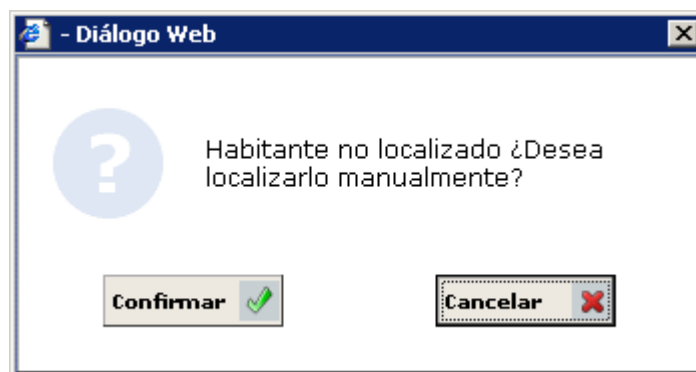 - Diálogo Web
Habitante no localizado ¿Desea
localizarlo manualmente?
Confirmar
Cancelar